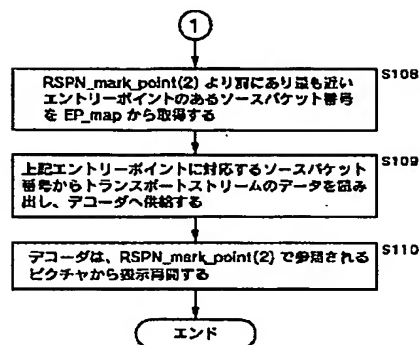 1
RSPN_mark_point(2) より前にあり最も近い
エントリーポイントのあるソースパケット番号
を EP_map から取得する
S108
上記エントリーポイントに対応するソースパケット
番号からトランスポートストリームのデータを読み
出し、デコーダへ供給する
S109
デコーダは、RSPN_mark_point(2) で参照される
ピクチャから表示再開する
S110
エンド